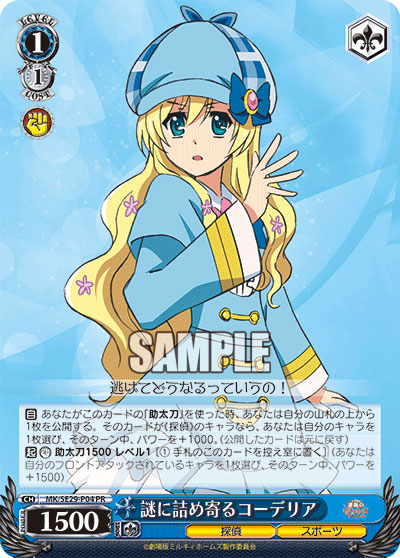 LEVEL
1
1
COST
SAMPLE
逃げてどうなるっていうの!
自 あなたがこのカードの『助太刀』を使った時、あなたは自分の山札の上から
1枚を公開する。そのカードが《探偵》のキャラなら、あなたは自分のキャラを
1枚選び、そのターン中、パワーを+1000。(公開したカードは元に戻す)
起 助太刀1500 レベル1 [① 手札のこのカードを控え室に置く] (あなたは
自分のフロントアタックされているキャラを1枚選び、そのターン中、パワーを
+1500)
CH MK/SE29-P04 PR
謎に詰め寄るコーデリア
POWER
1500
探偵
スポーツ
©劇場版ミルキィホームズ製作委員会